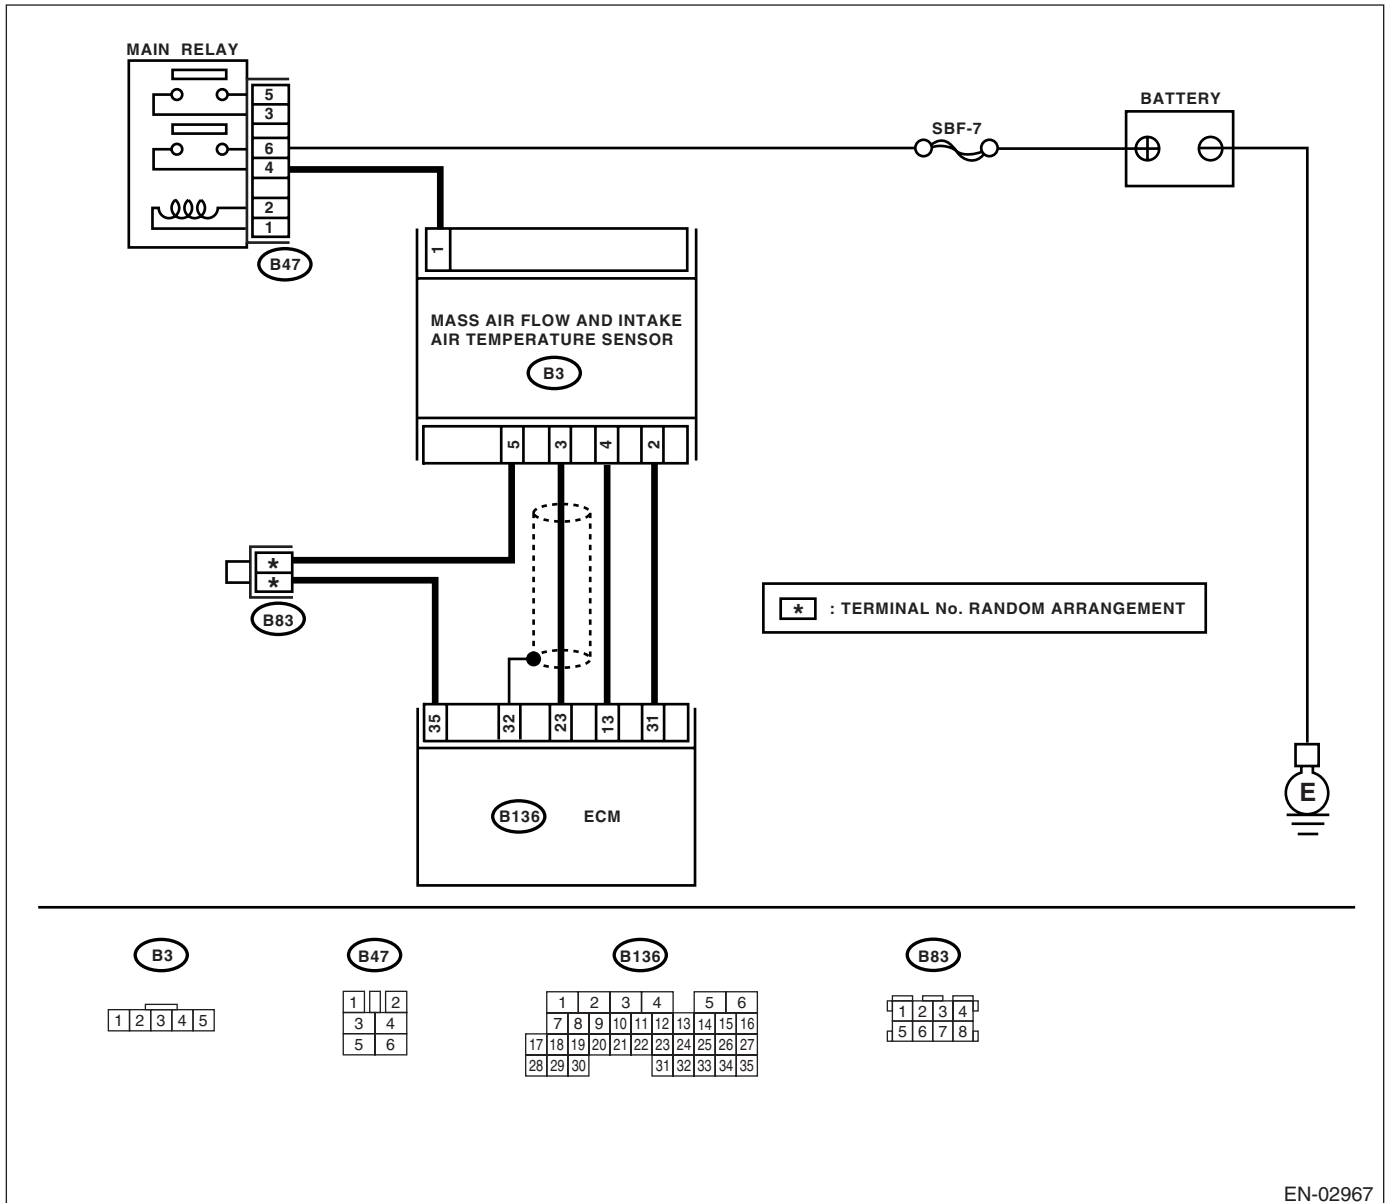 MAIN RELAY
5
3
6
4
2
1
B47
SBF-7
BATTERY
1
MASS AIR FLOW AND INTAKE
AIR TEMPERATURE SENSOR
B3
5 3 4 2
*
*
B83
* : TERMINAL No. RANDOM ARRANGEMENT
35 32 23 13 31
B136 ECM
E
B3 B47 B136 B83
1 2 3 4 5
1 2
3 4
5 6
1 2 3 4 5 6
7 8 9 10 11 12 13 14 15 16
17 18 19 20 21 22 23 24 25 26 27
28 29 30 31 32 33 34 35
1 2 3 4
5 6 7 8
EN-02967